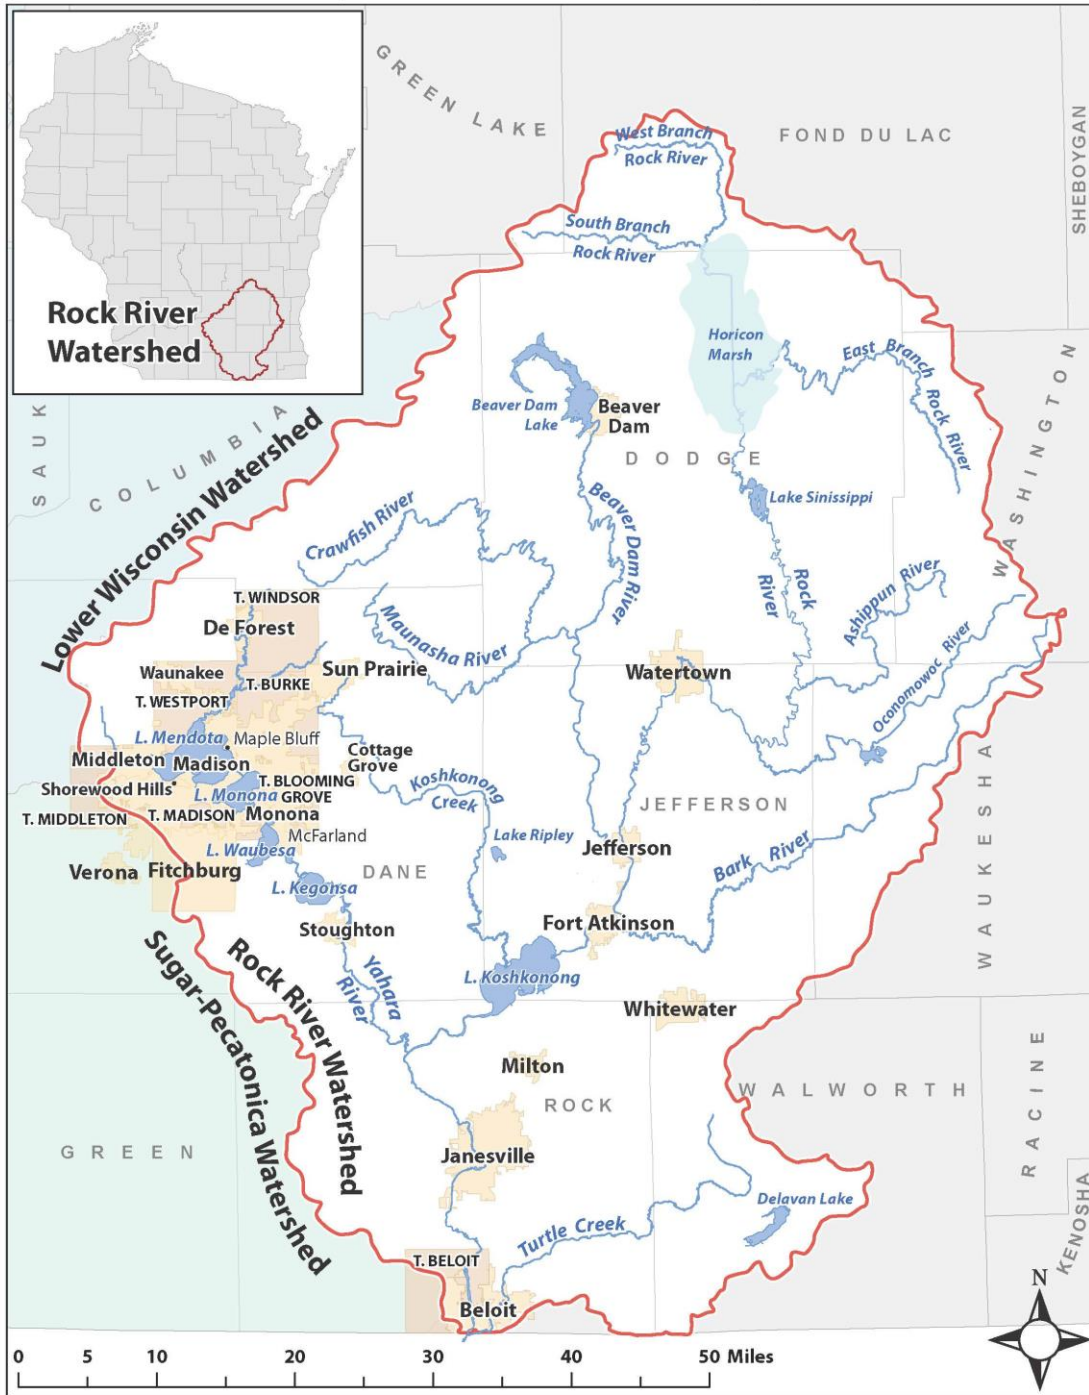 Rock River
Watershed
GREEN LAKE
FOND DU LAC
SHEBOYGAN
West Branch
Rock River
South Branch
Rock River
Horicon
Marsh
East Branch Rock River
WASHINGTON
SAUK
COLUMBIA
Lower Wisconsin Watershed
Beaver Dam
Lake
Beaver
Dam
DODGE
Lake Sinissippi
Crawfish River
Beaver Dam River
Rock
River
Ashippun River
T. WINDSOR
De Forest
Maunasha River
Oconomowoc River
Waunakee
Sun Prairie
T. BURKE
Watertown
T. WESTPORT
L. Mendota
Maple Bluff
Middleton
Madison
Cottage
Grove
Shorewood Hills
T. BLOOMING
GROVE
L. Monona
Koshkonong
Creek
JEFFERSON
WAUKESHA
T. MIDDLETON
T. MADISON
Monona
McFarland
Lake Ripley
Jefferson
L. Waubesa
Bark River
Verona
Fitchburg
DANE
L. Kegonsa
Stoughton
Fort Atkinson
Sugar-Pecatonica Watershed
Rock River Watershed
Yahara
River
L. Koshkonong
Whitewater
Milton
WALWORTH
RACINE
ROCK
GREEN
Janesville
Delavan Lake
KENOSHA
Turtle Creek
T. BELOIT
Beloit
N
0 5 10 20 30 40 50 Miles